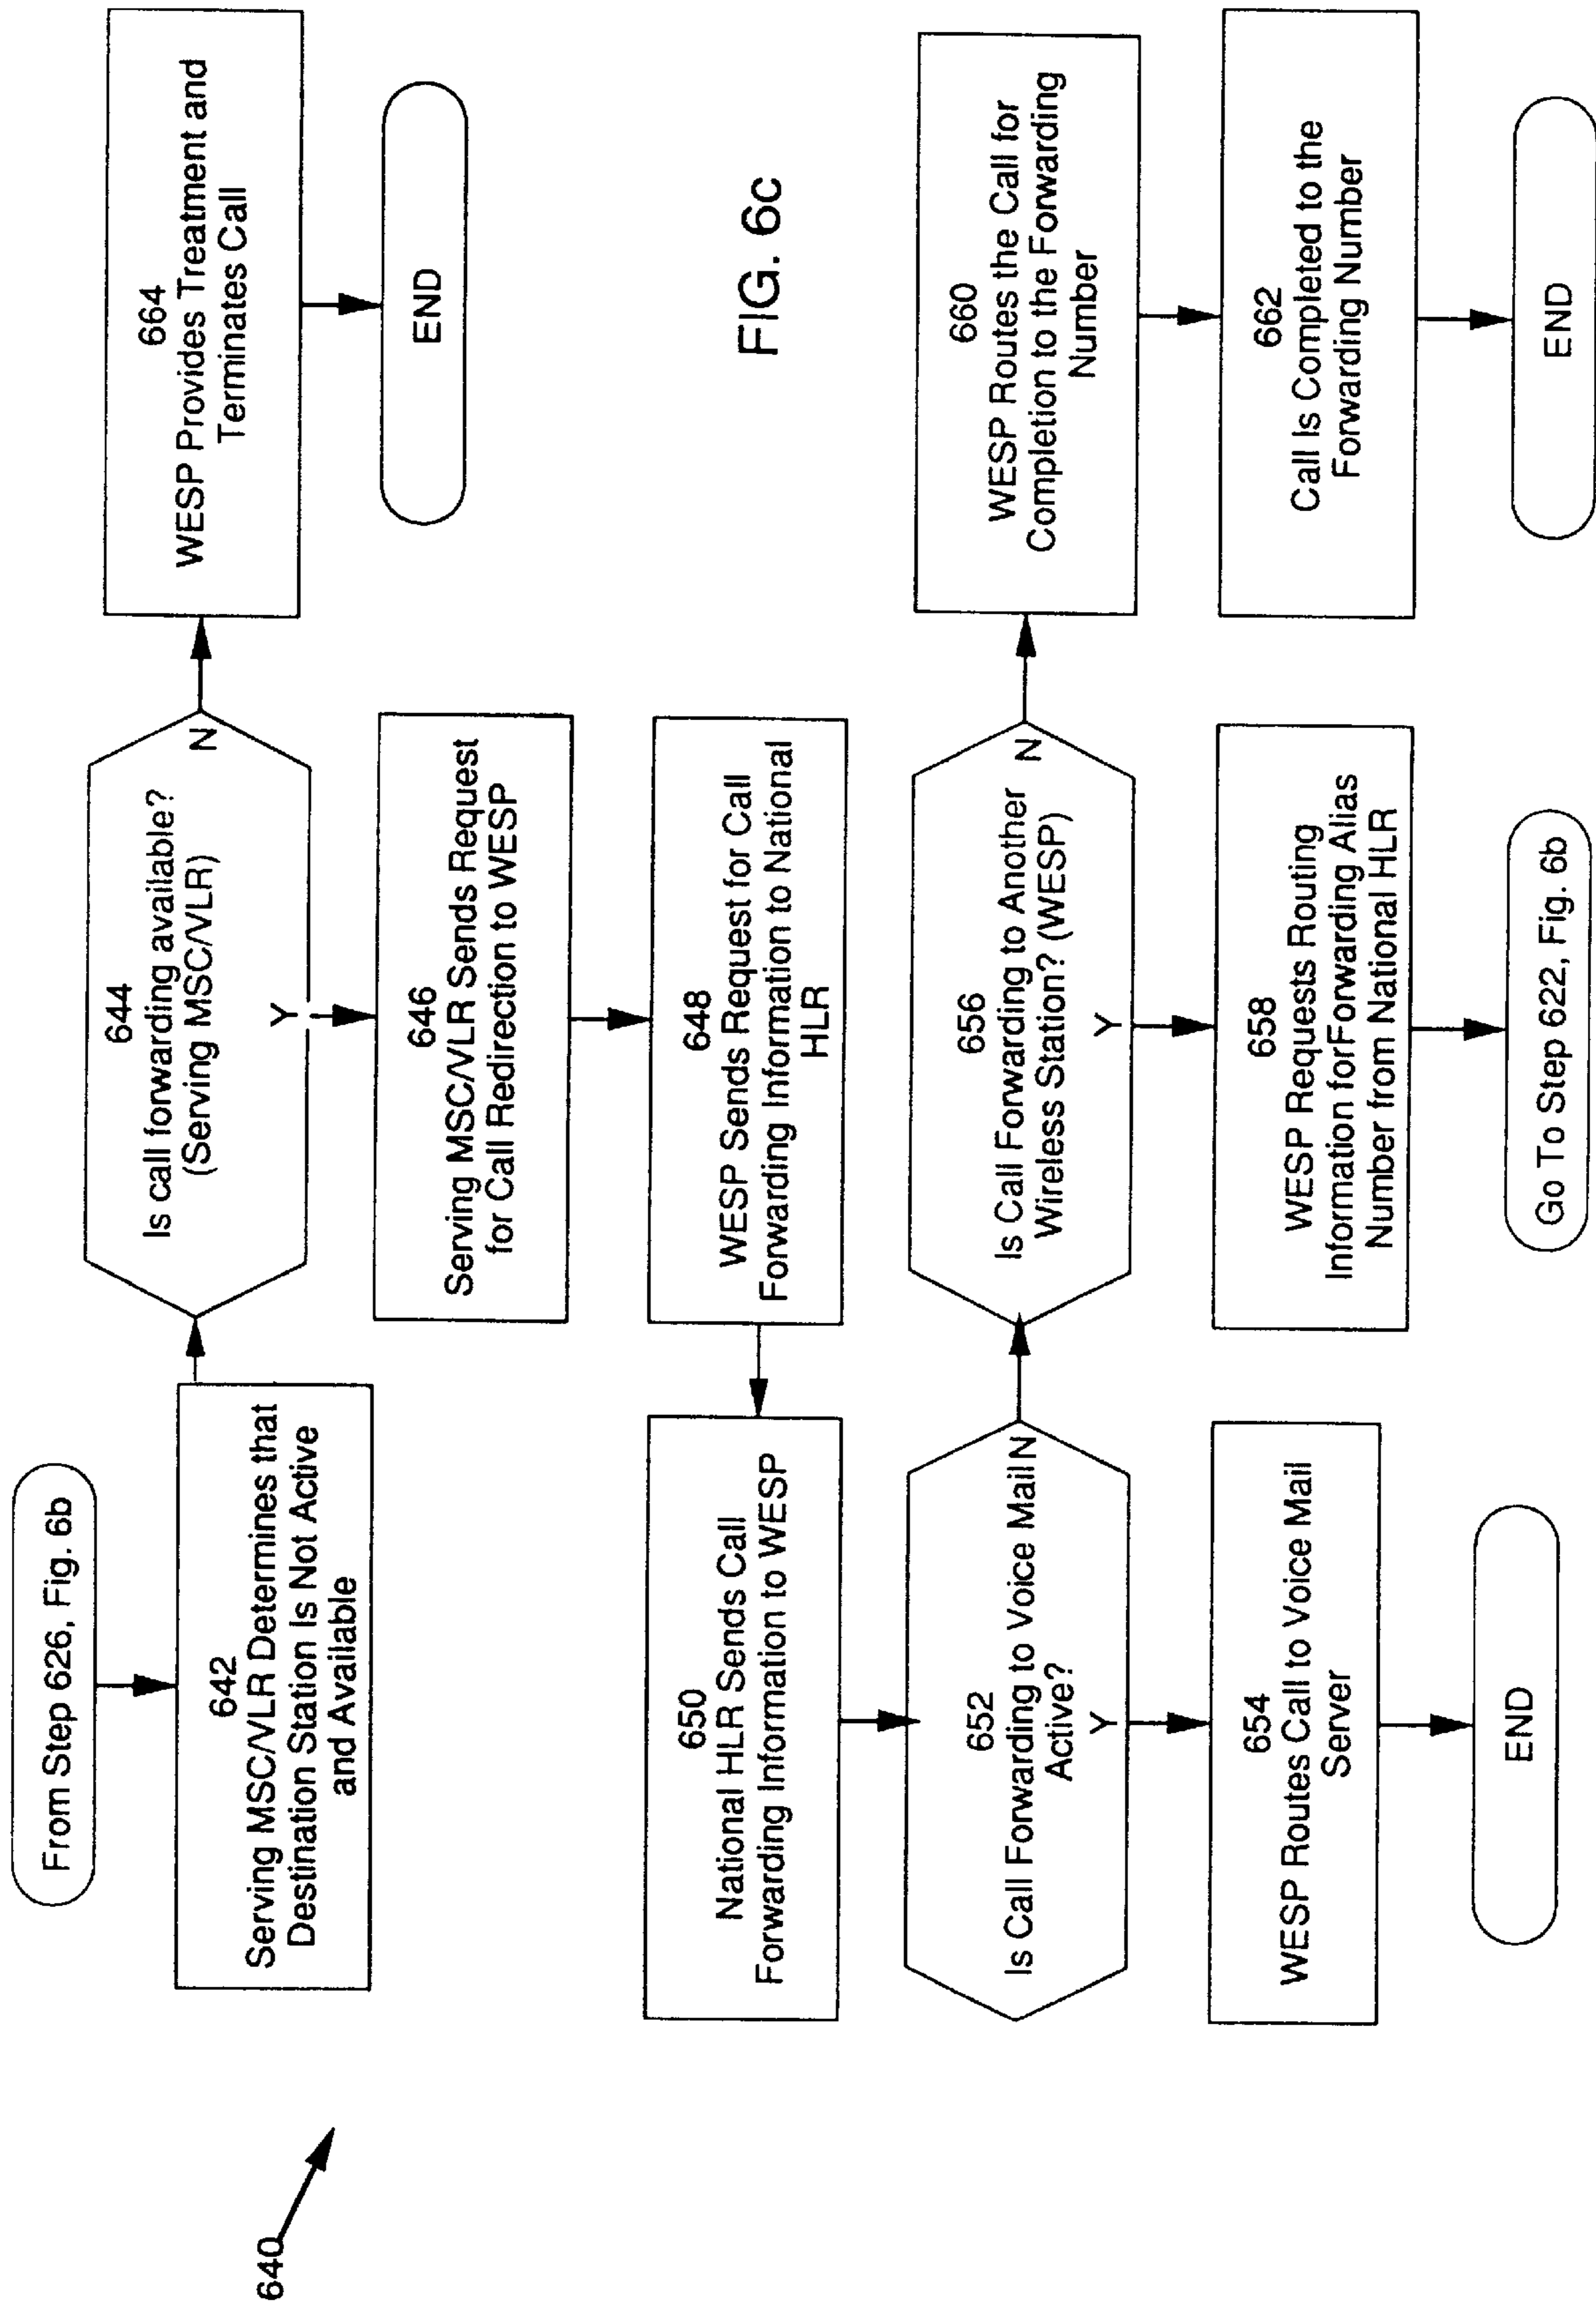 640
From Step 626, Fig. 6b
642
Serving MSC/VLR Determines that
Destination Station Is Not Active
and Available
644
Is call forwarding available?
(Serving MSC/VLR)
N
Y
664
WESP Provides Treatment and
Terminates Call
END
646
Serving MSC/VLR Sends Request
for Call Redirection to WESP
648
WESP Sends Request for Call
Forwarding Information to National
HLR
650
National HLR Sends Call
Forwarding Information to WESP
652
Is Call Forwarding to Voice Mail
Active?
N
Y
654
WESP Routes Call to Voice Mail
Server
END
656
Is Call Forwarding to Another
Wireless Station? (WESP)
N
Y
658
WESP Requests Routing
Information forForwarding Alias
Number from National HLR
Go To Step 622, Fig. 6b
660
WESP Routes the Call for
Completion to the Forwarding
Number
662
Call Is Completed to the
Forwarding Number
END
FIG. 6c